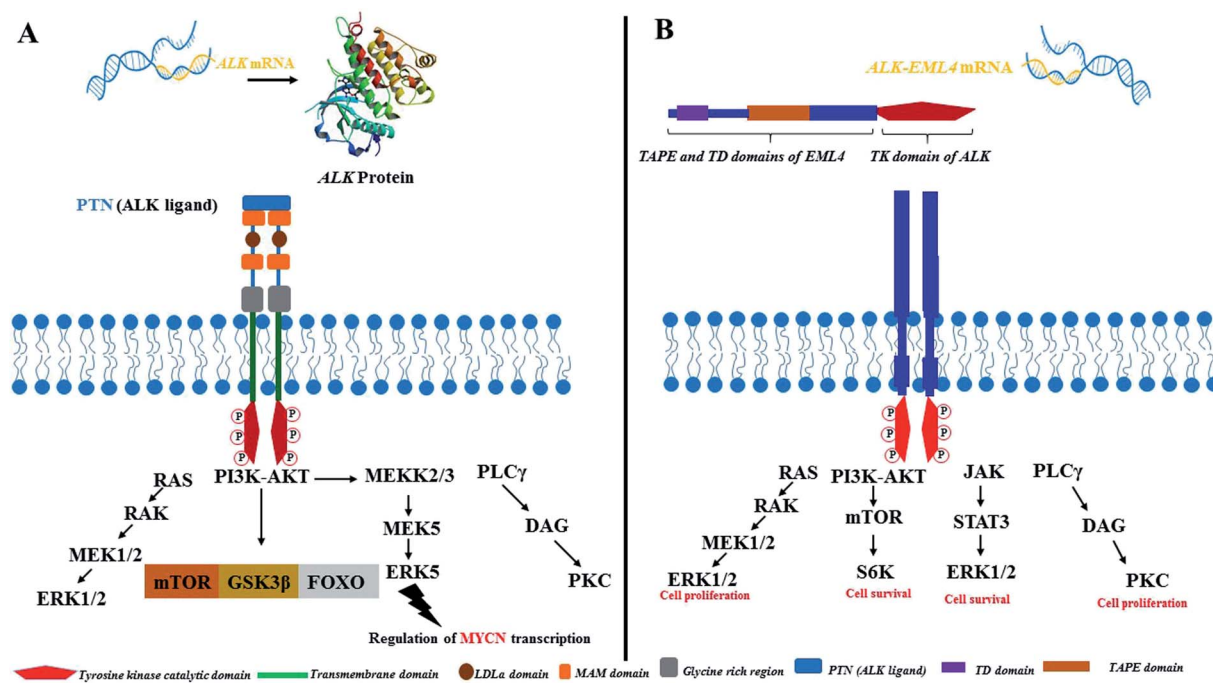 A
ALK mRNA
ALK Protein
PTN (ALK ligand)
P P
P P
P P
RAS
RAK
MEK1/2
ERK1/2
PI3K-AKT
mTOR GSK3β FOXO
MEKK2/3
MEK5
ERK5
Regulation of MYCN transcription
PLCγ
DAG
PKC
B
ALK-EML4 mRNA
TAPE and TD domains of EML4
TK domain of ALK
P P
P P
P P
RAS
RAK
MEK1/2
ERK1/2
Cell proliferation
PI3K-AKT
mTOR
S6K
Cell survival
JAK
STAT3
ERK1/2
Cell survival
PLCγ
DAG
PKC
Cell proliferation
Tyrosine kinase catalytic domain
Transmembrane domain
LDLa domain
MAM domain
Glycine rich region
PTN (ALK ligand)
TD domain
TAPE domain